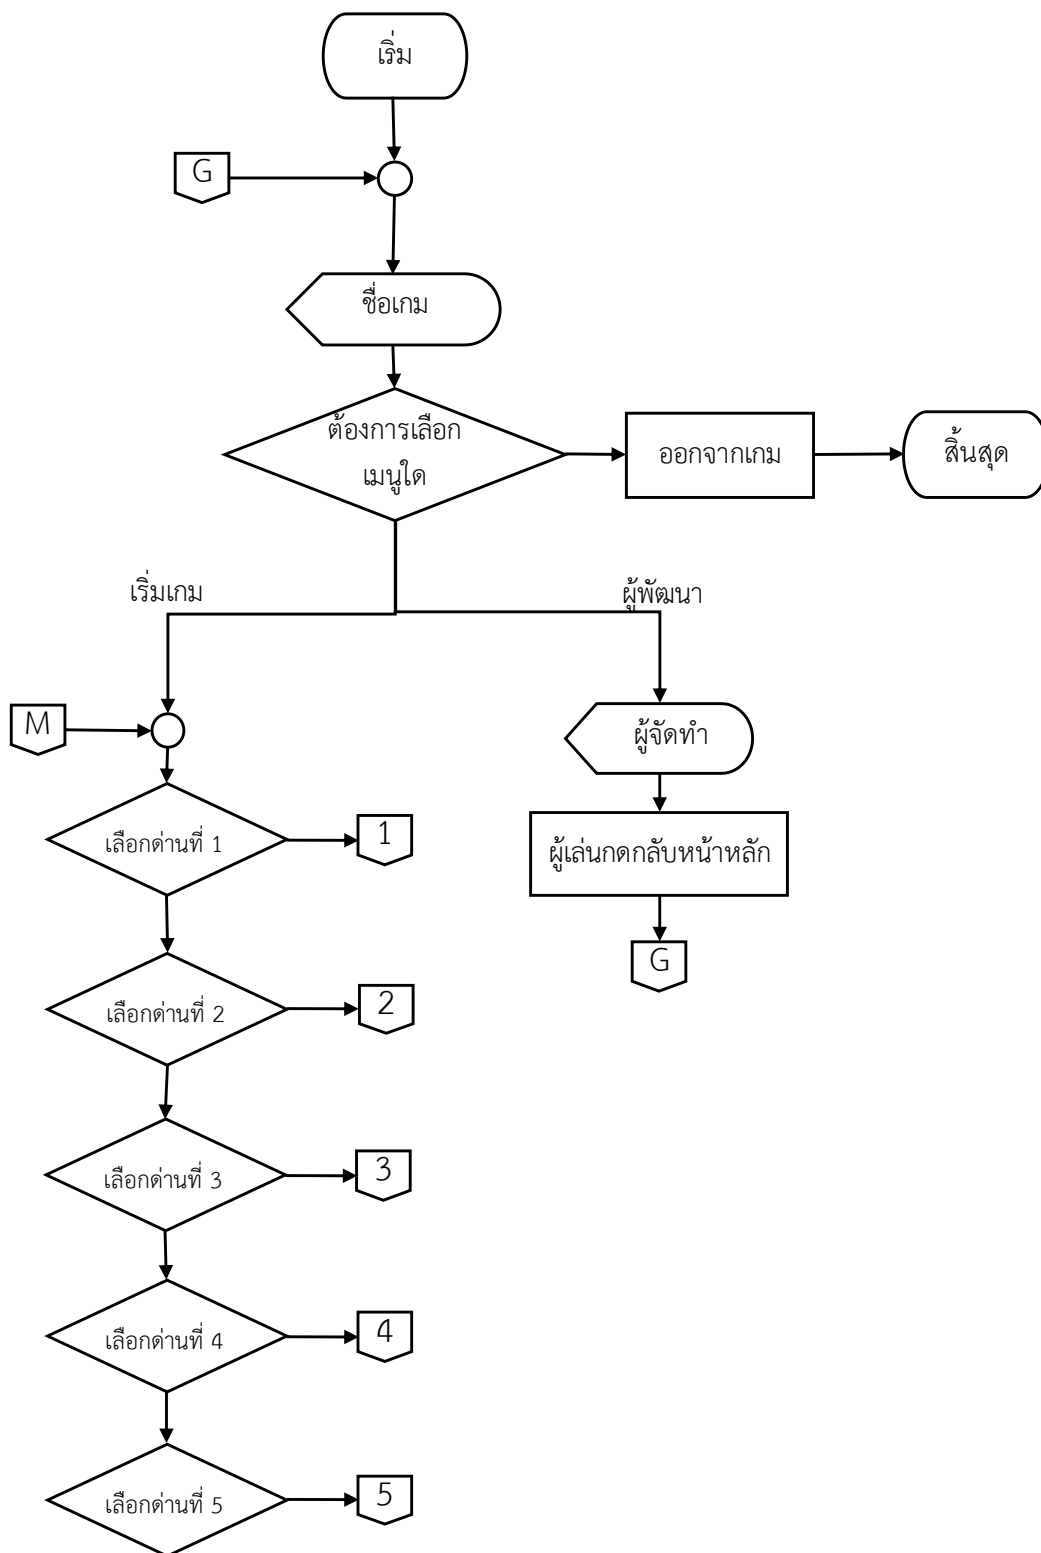 เริ่ม
G
ชื่อเกม
ต้องการเลือก
เมนูใด
ออกจากเกม
สิ้นสุด
เริ่มเกม
ผู้พัฒนา
M
ผู้จัดทำ
เลือกด่านที่ 1
1
ผู้เล่นกดกลับหน้าหลัก
G
เลือกด่านที่ 2
2
เลือกด่านที่ 3
3
เลือกด่านที่ 4
4
เลือกด่านที่ 5
5